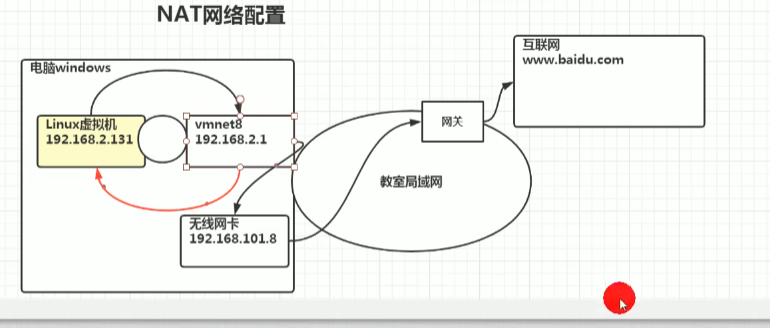 NAT网络配置
电脑windows
Linux虚拟机
192.168.2.131
vmnet8
192.168.2.1
无线网卡
192.168.101.8
网关
教室局域网
互联网
www.baidu.com